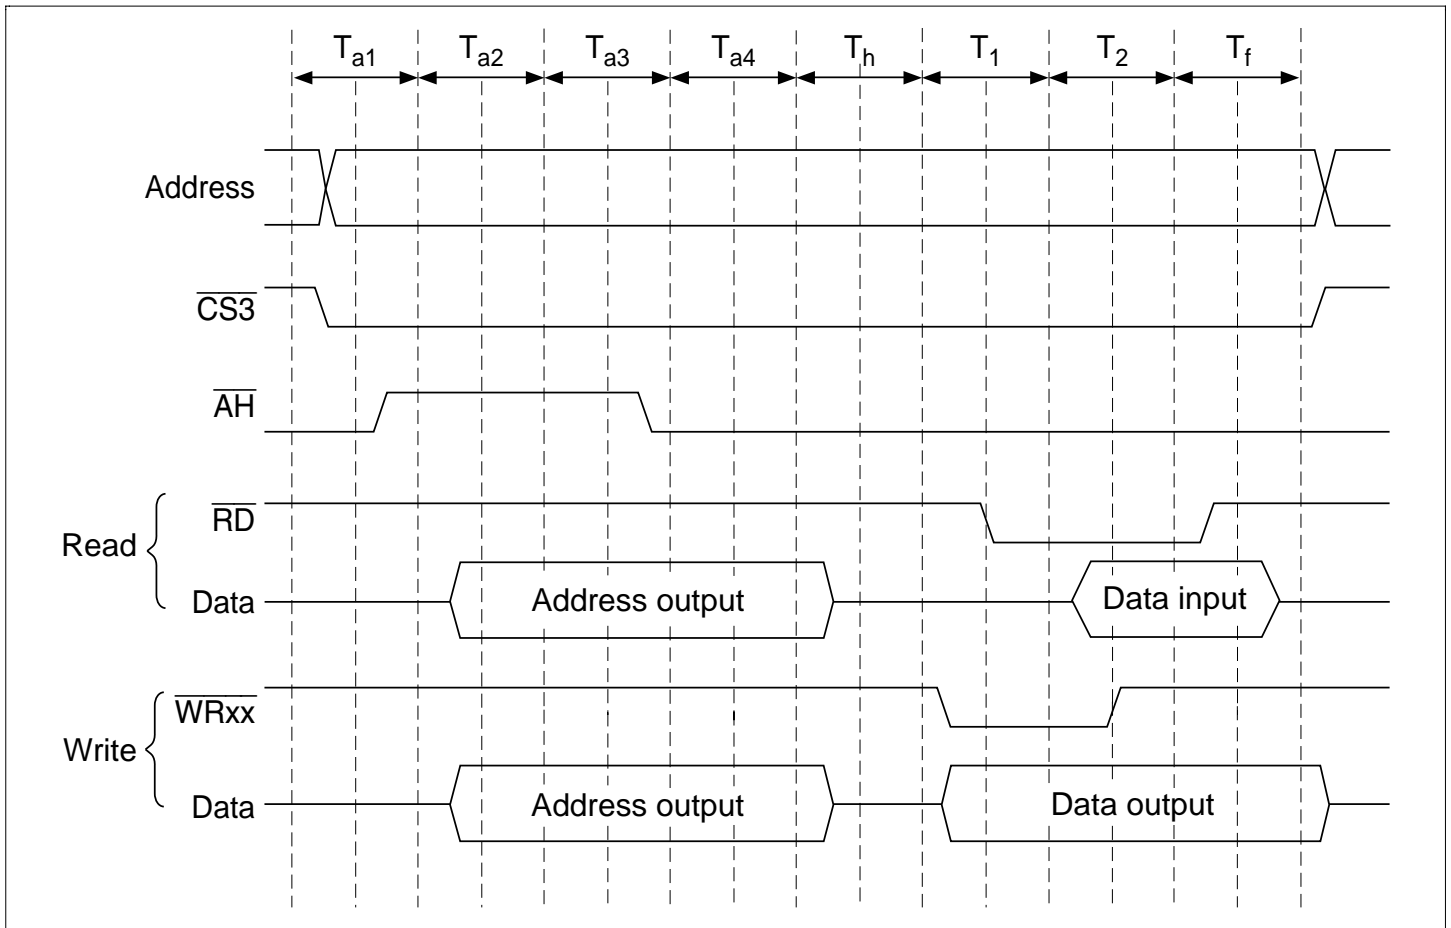 Ta1 Ta2 Ta3 Ta4 Th T1 T2 Tf
Address
CS3
AH
Read
RD
Data Address output Data input
Write
WRxx
Data Address output Data output